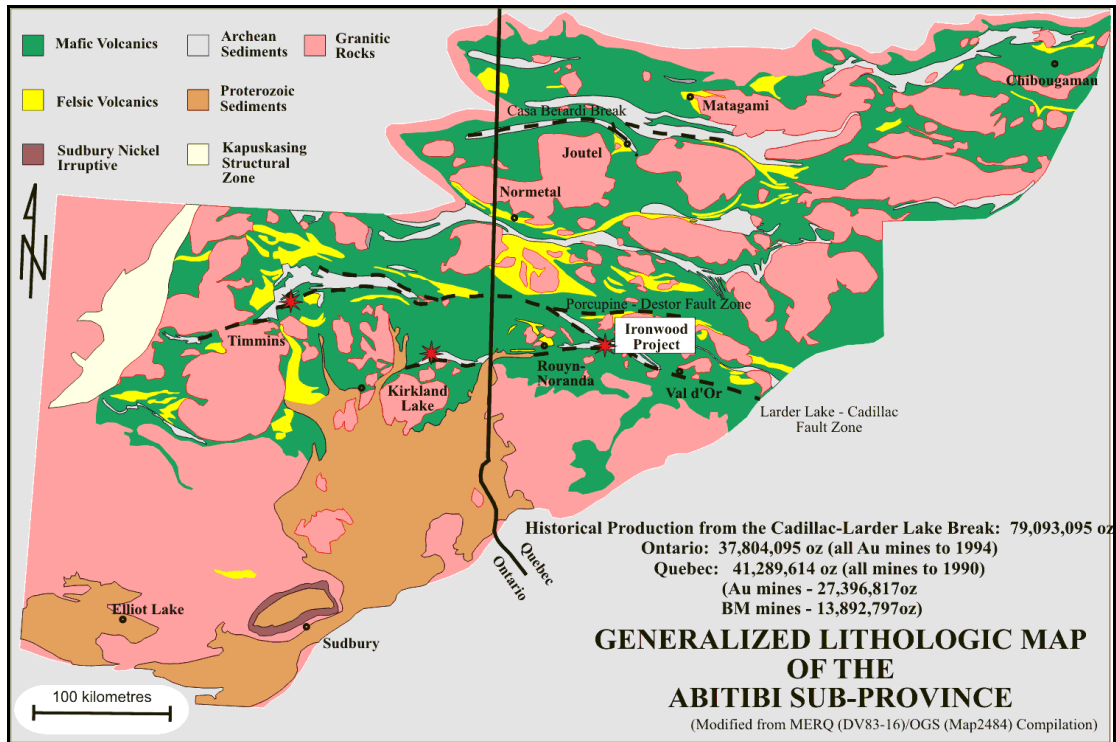 Mafic Volcanics
Archean
Sediments
Granitic
Rocks
Felsic Volcanics
Proterozoic
Sediments
Sudbury Nickel
Irruptive
Kapuskasing
Structural
Zone
N
Chibougamau
Matagami
Casa Berardi Break
Joutel
Normetal
Porcupine - Destor Fault Zone
Ironwood
Project
Timmins
Rouyn-
Noranda
Kirkland
Lake
Val d'Or
Larder Lake - Cadillac
Fault Zone
Historical Production from the Cadillac-Larder Lake Break: 79,093,095 oz
Ontario: 37,804,095 oz (all Au mines to 1994)
Quebec: 41,289,614 oz (all mines to 1990)
(Au mines - 27,396,817oz
BM mines - 13,892,797oz)
Quebec
Ontario
Elliot Lake
Sudbury
GENERALIZED LITHOLOGIC MAP
OF THE
ABITIBI SUB-PROVINCE
(Modified from MERQ (DV83-16)/OGS (Map2484) Compilation)
100 kilometres